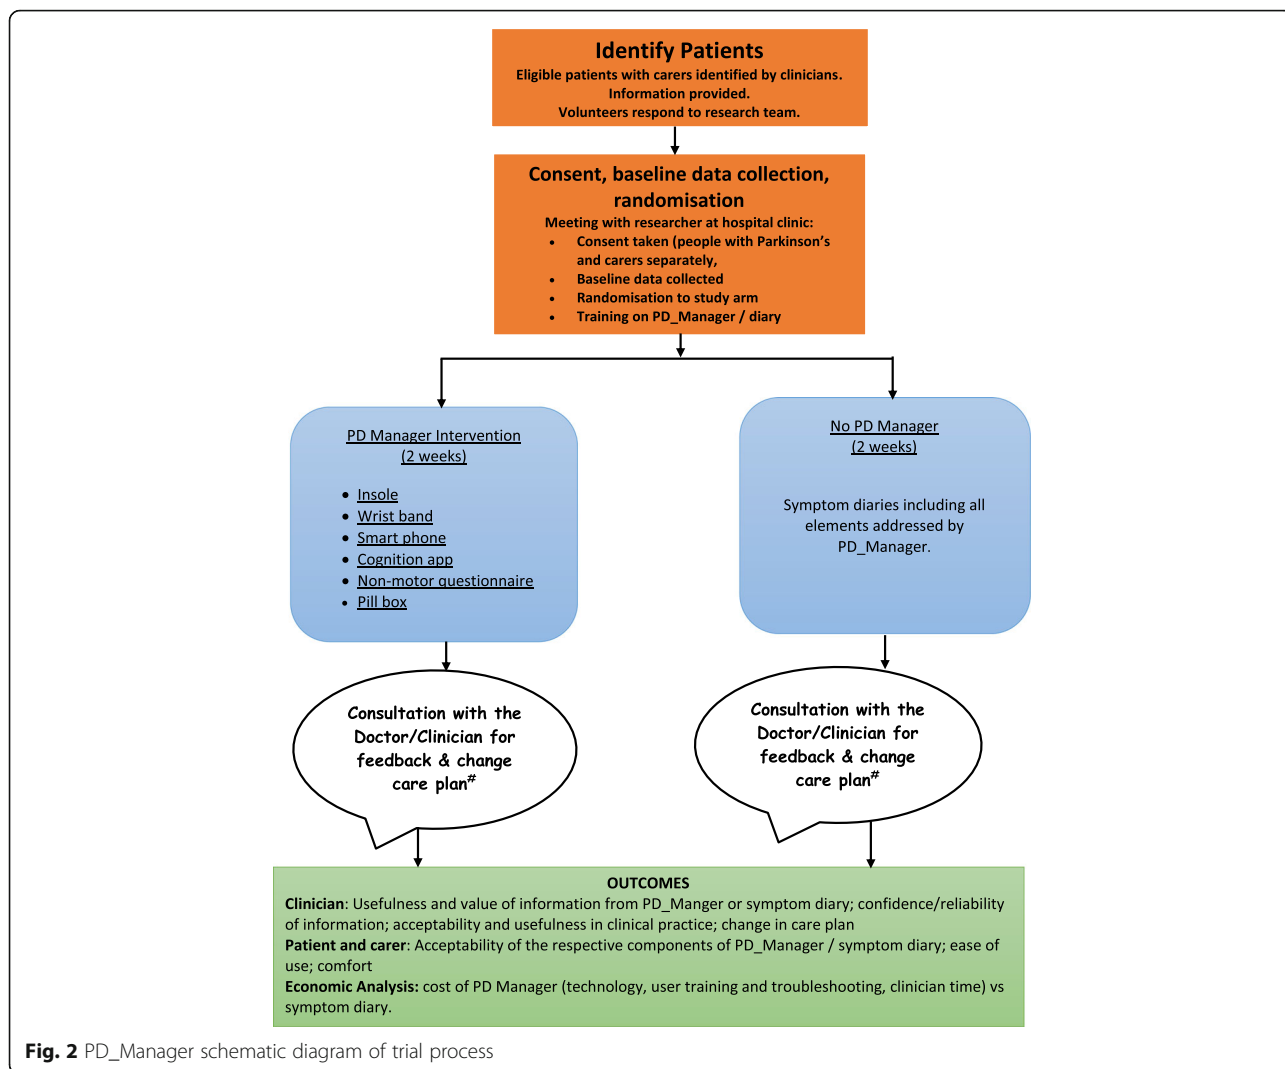 Identify Patients
Eligible patients with carers identified by clinicians.
Information provided.
Volunteers respond to research team.
Consent, baseline data collection,
randomisation
Meeting with researcher at hospital clinic:
• Consent taken (people with Parkinson's
and carers separately,
• Baseline data collected
• Randomisation to study arm
• Training on PD_Manager / diary
PD Manager Intervention
(2 weeks)
• Insole
• Wrist band
• Smart phone
• Cognition app
• Non-motor questionnaire
• Pill box
No PD Manager
(2 weeks)
Symptom diaries including all
elements addressed by
PD_Manager.
Consultation with the
Doctor/Clinician for
feedback & change
care plan#
Consultation with the
Doctor/Clinician for
feedback & change
care plan#
OUTCOMES
Clinician: Usefulness and value of information from PD_Manger or symptom diary; confidence/reliability
of information; acceptability and usefulness in clinical practice; change in care plan
Patient and carer: Acceptability of the respective components of PD_Manager / symptom diary; ease of
use; comfort
Economic Analysis: cost of PD Manager (technology, user training and troubleshooting, clinician time) vs
symptom diary.
Fig. 2 PD_Manager schematic diagram of trial process